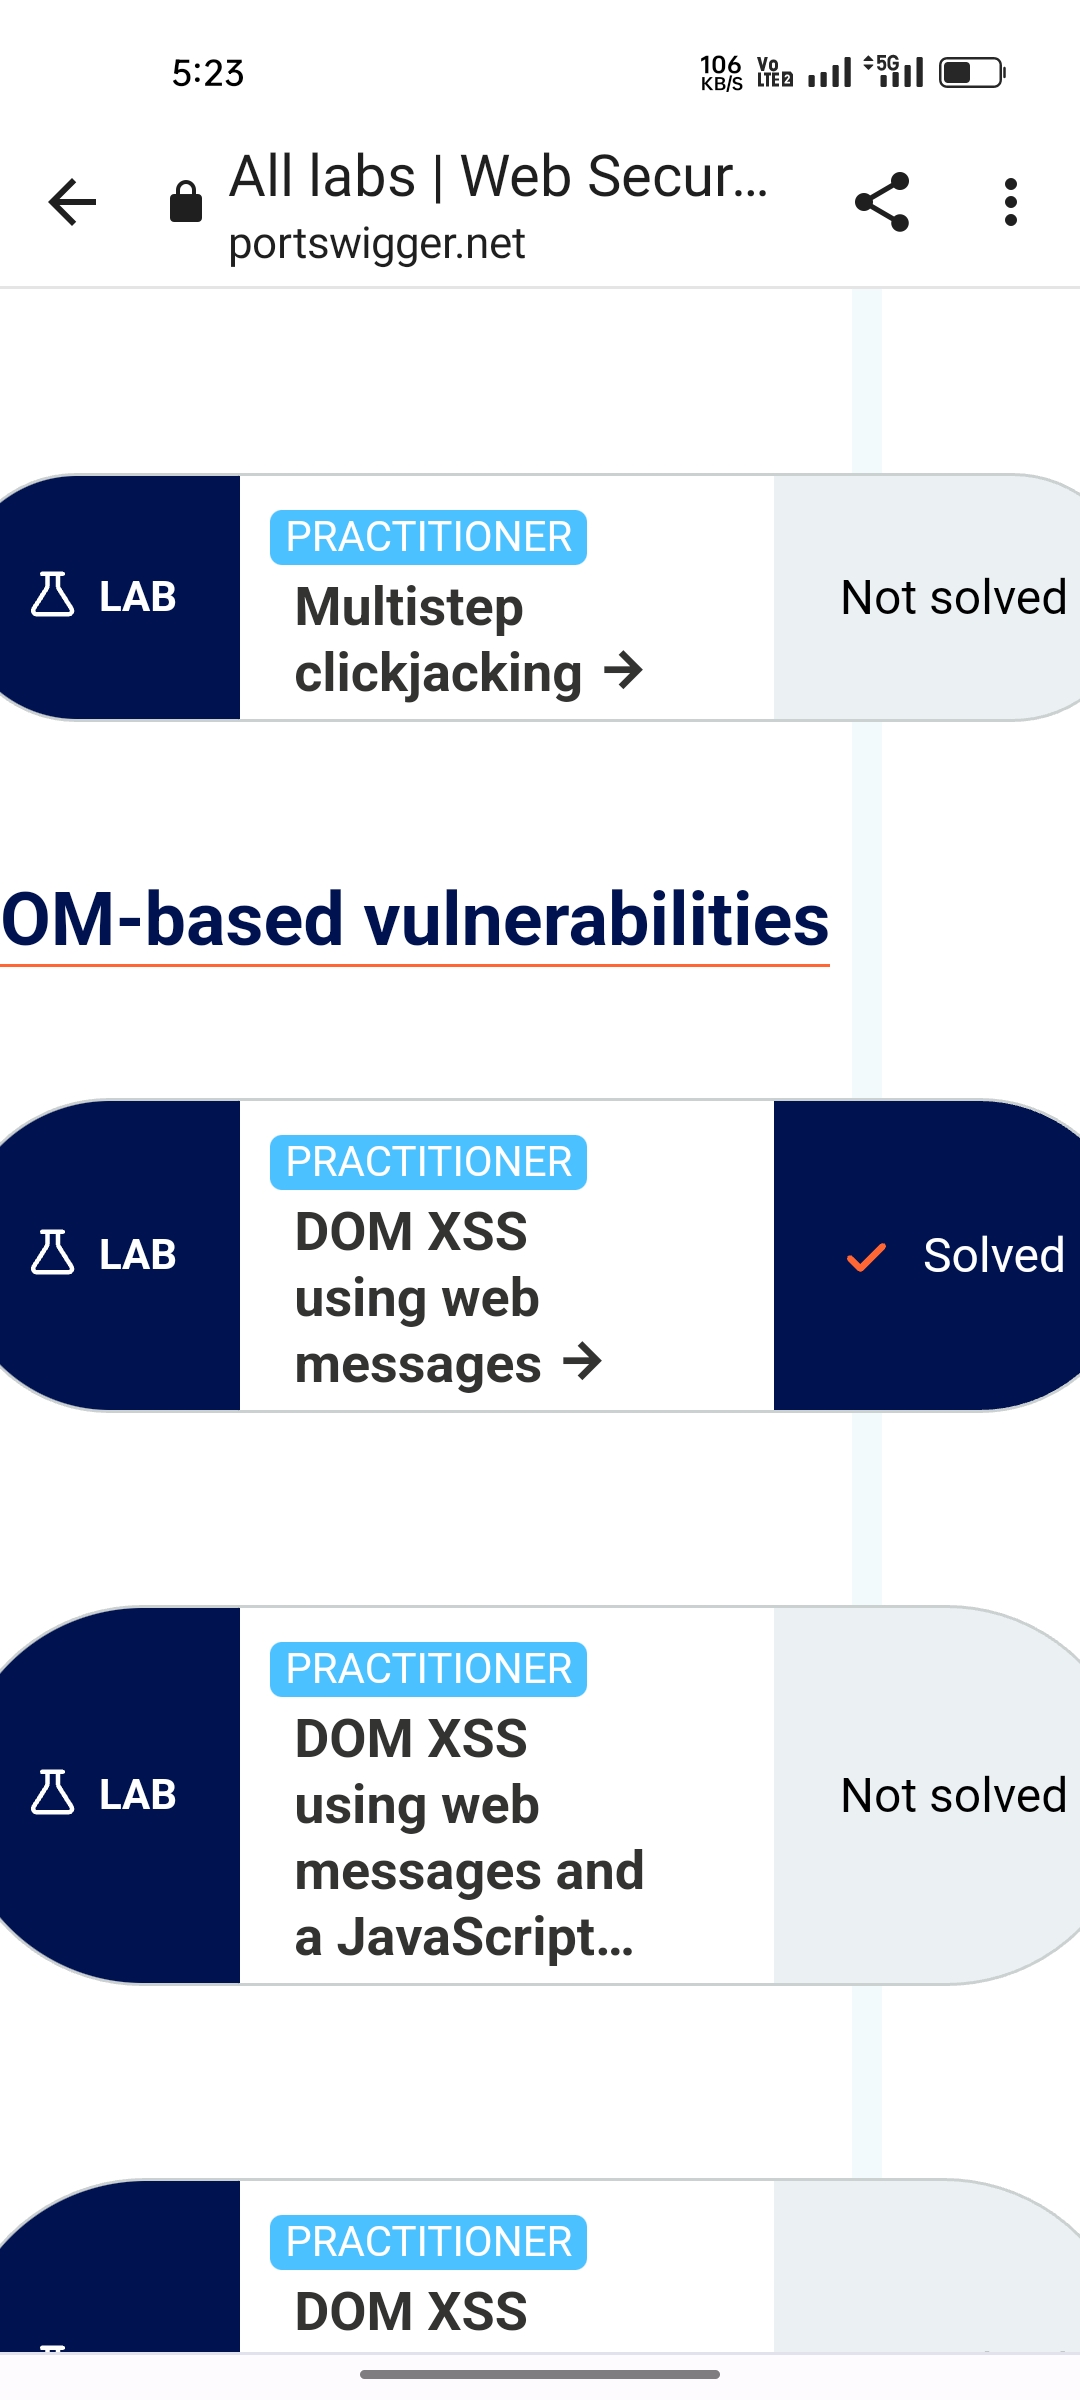 5:23
106
KB/S
Vo
LTE 2
5G
All labs | Web Secur...
portswigger.net
PRACTITIONER
LAB
Multistep
clickjacking →
Not solved
OM-based vulnerabilities
PRACTITIONER
LAB
DOM XSS
using web
messages →
Solved
PRACTITIONER
LAB
DOM XSS
using web
messages and
a JavaScript...
Not solved
PRACTITIONER
DOM XSS